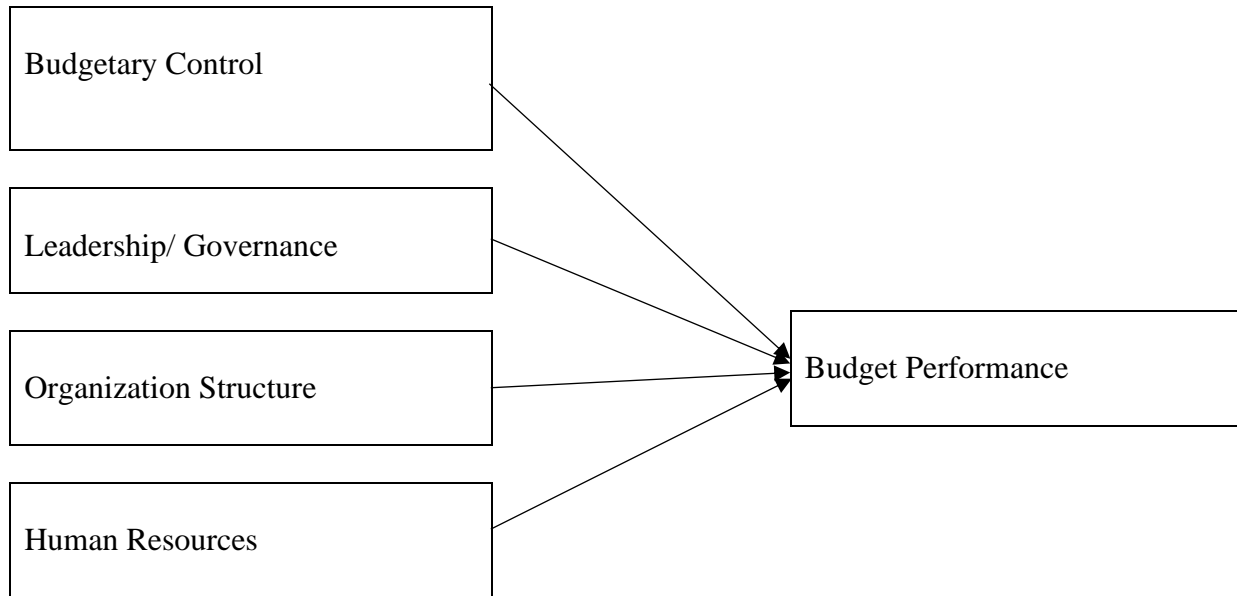 Budgetary Control
Leadership/ Governance
Organization Structure
Human Resources
Budget Performance